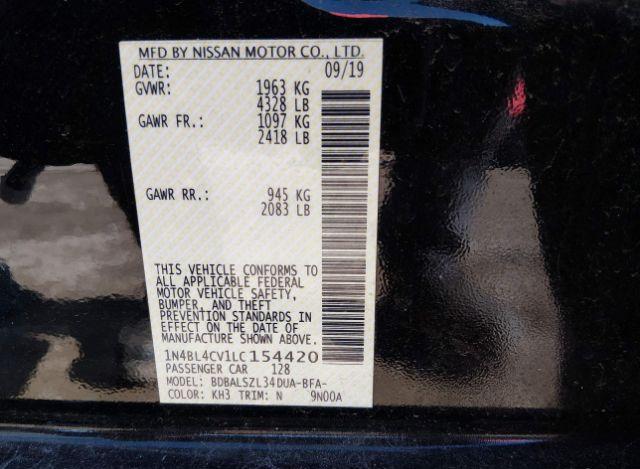 MFD BY NISSAN MOTOR CO., LTD.
DATE: 09/19
GVWR: 1963 KG
4328 LB
GAWR FR.: 1097 KG
2418 LB
GAWR RR.: 945 KG
2083 LB
THIS VEHICLE CONFORMS TO
ALL APPLICABLE FEDERAL
MOTOR VEHICLE SAFETY,
BUMPER, AND THEFT
PREVENTION STANDARDS IN
EFFECT ON THE DATE OF
MANUFACTURE SHOWN ABOVE.
1N4BL4CV1LC154420
PASSENGER CAR 128
MODEL: BDBALSZL34DUA-BFA-
COLOR: KH3 TRIM: N 9N00A